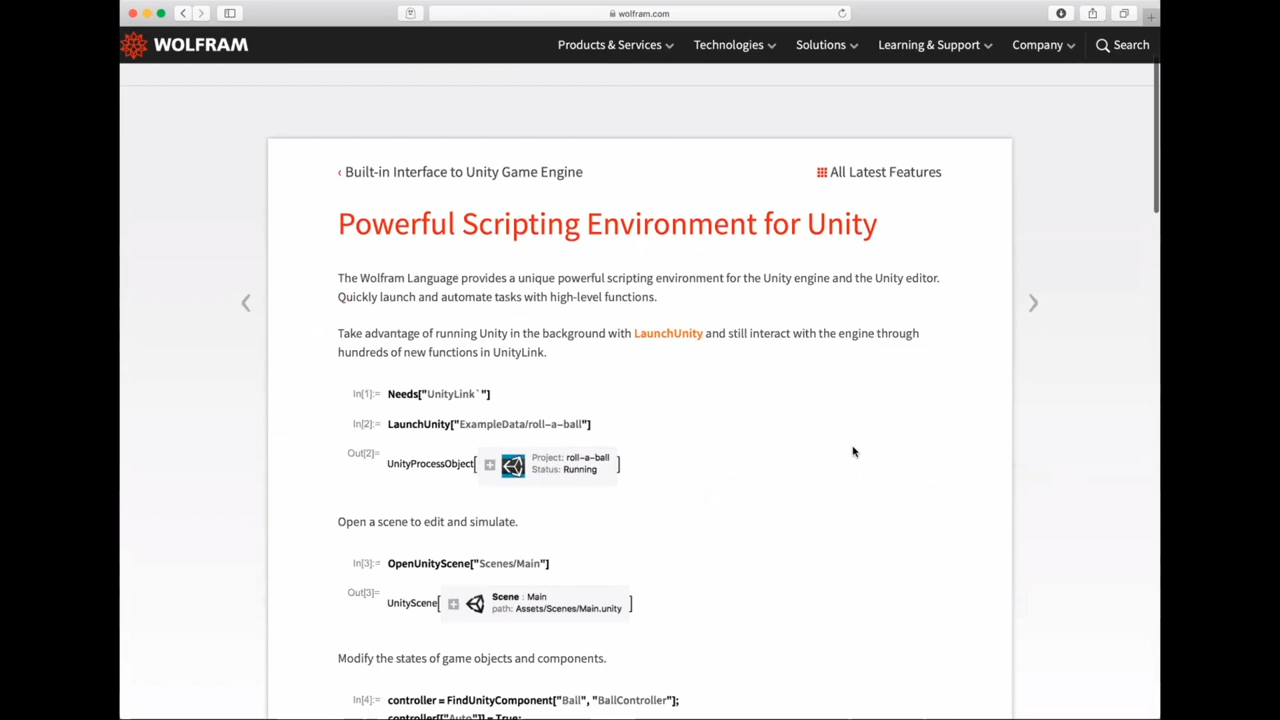 wolfram.com
WOLFRAM
Products & Services
Technologies
Solutions
Learning & Support
Company
Search
‹ Built-in Interface to Unity Game Engine
All Latest Features
Powerful Scripting Environment for Unity
The Wolfram Language provides a unique powerful scripting environment for the Unity engine and the Unity editor.
Quickly launch and automate tasks with high-level functions.
Take advantage of running Unity in the background with LaunchUnity and still interact with the engine through
hundreds of new functions in UnityLink.
In[1]:= Needs["UnityLink`"]
In[2]:= LaunchUnity["ExampleData/roll-a-ball"]
Out[2]= UnityProcessObject[
Project: roll-a-ball
Status: Running
]
Open a scene to edit and simulate.
In[3]:= OpenUnityScene["Scenes/Main"]
Out[3]= UnityScene[
Scene : Main
path: Assets/Scenes/Main.unity
]
Modify the states of game objects and components.
In[4]:= controller = FindUnityComponent["Ball", "BallController"];
controller[["Auto"]] = True;